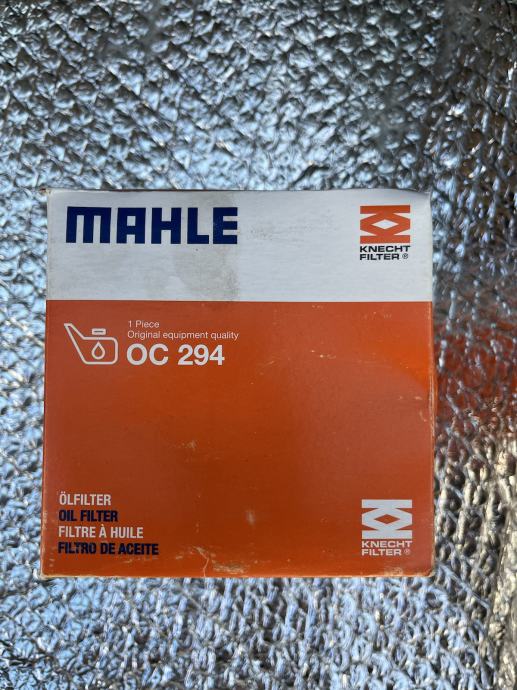 MAHLE
KNECHT
FILTER ®
1 Piece
Original equipment quality
OC 294
ÖLFILTER
OIL FILTER
FILTRE À HUILE
FILTRO DE ACEITE
KNECHT
FILTER ®